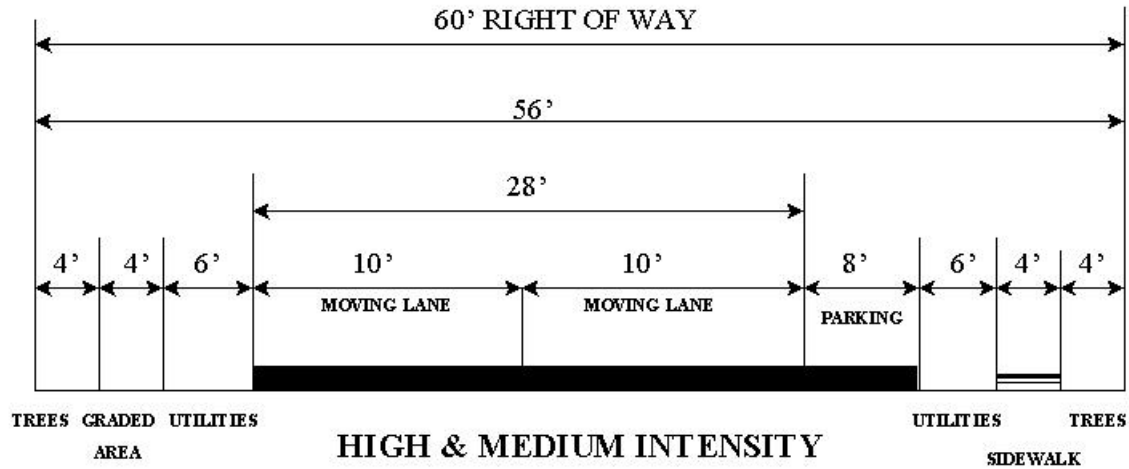 60’ RIGHT OF WAY
56’
28’
4’ 4’ 6’ 10’ 10’ 8’ 6’ 4’ 4’
MOVING LANE MOVING LANE PARKING
TREES GRADED UTILITIES UTILITIES TREES
AREA
HIGH & MEDIUM INTENSITY
SIDEWALK